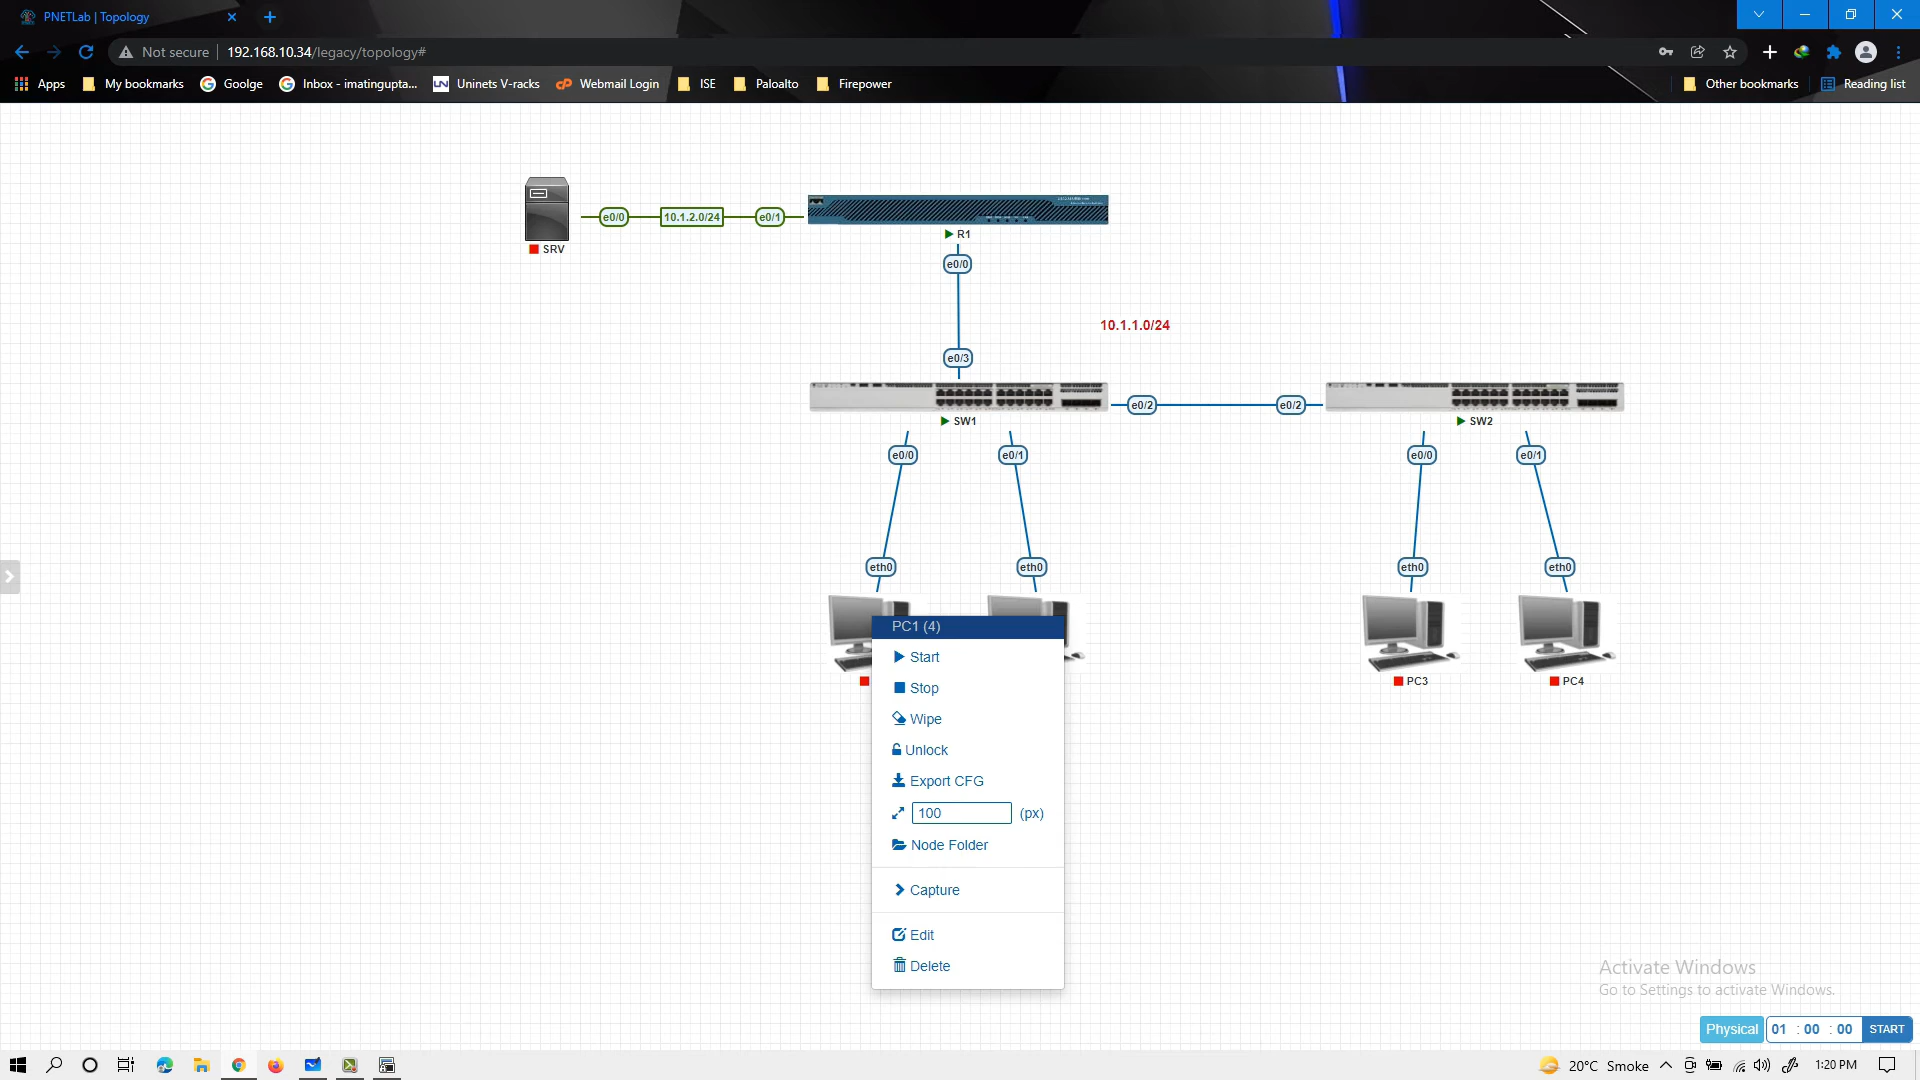 PNETLab | Topology
Not secure
192.168.10.34/legacy/topology#
Apps
My bookmarks
Goolge
Inbox - imatingupta...
Uninets V-racks
Webmail Login
ISE
Paloalto
Firepower
Other bookmarks
Reading list
e0/0
10.1.2.0/24
e0/1
SRV
R1
e0/0
10.1.1.0/24
e0/3
e0/2
e0/2
SW1
SW2
e0/0
e0/1
e0/0
e0/1
eth0
eth0
eth0
eth0
PC1 (4)
Start
Stop
Wipe
Unlock
Export CFG
100 (px)
Node Folder
Capture
Edit
Delete
PC3
PC4
Activate Windows
Go to Settings to activate Windows.
Physical
01 : 00 : 00
START
20°C Smoke
1:20 PM